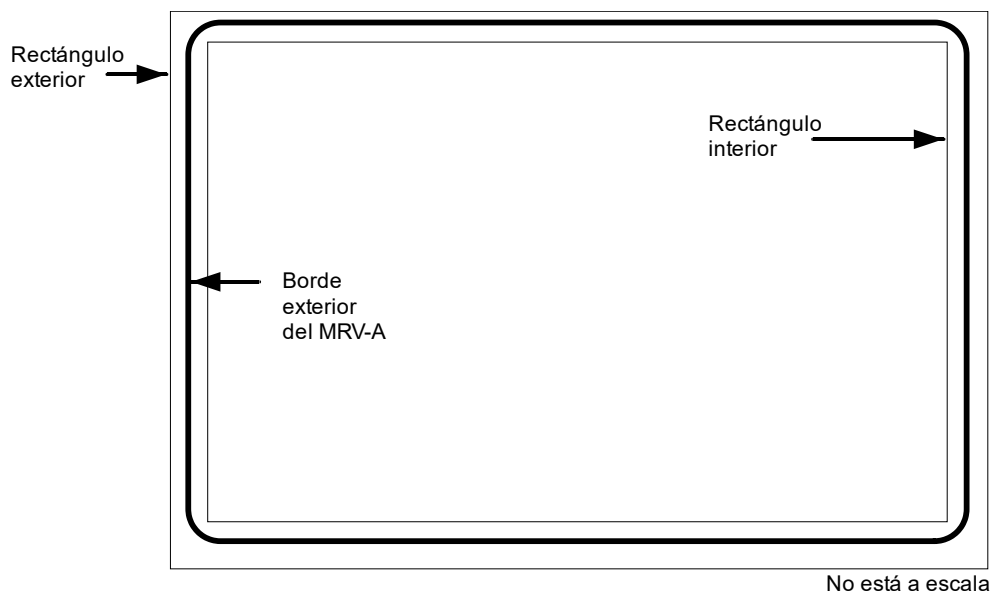 Rectángulo
exterior
Rectángulo
interior
Borde
exterior
del MRV-A
No está a escala